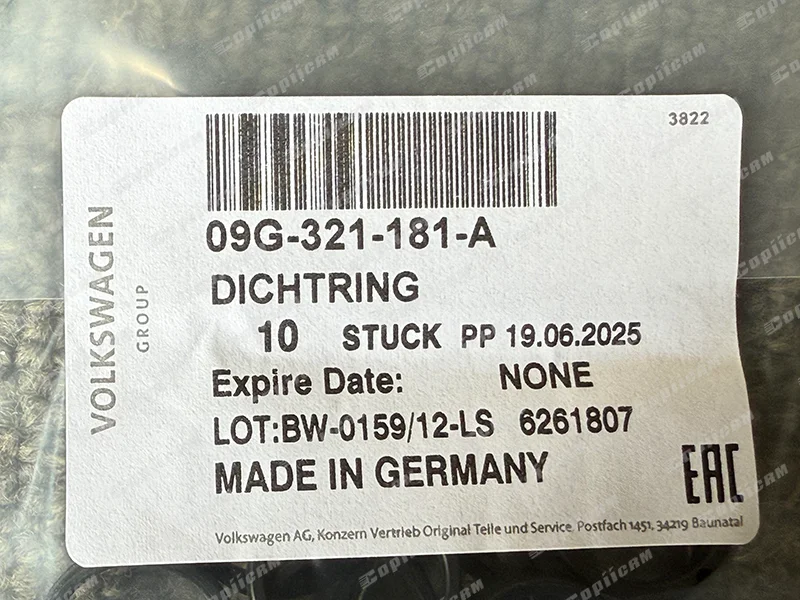 3822
09G-321-181-A
DICHTRING
10 STUCK PP 19.06.2025
Expire Date: NONE
LOT:BW-0159/12-LS 6261807
MADE IN GERMANY
EAC
Volkswagen AG, Konzern Vertrieb Original Teile und Service. Postfach 1451, 34219 Baunatal
VOLKSWAGEN
GROUP
CopiiCAM